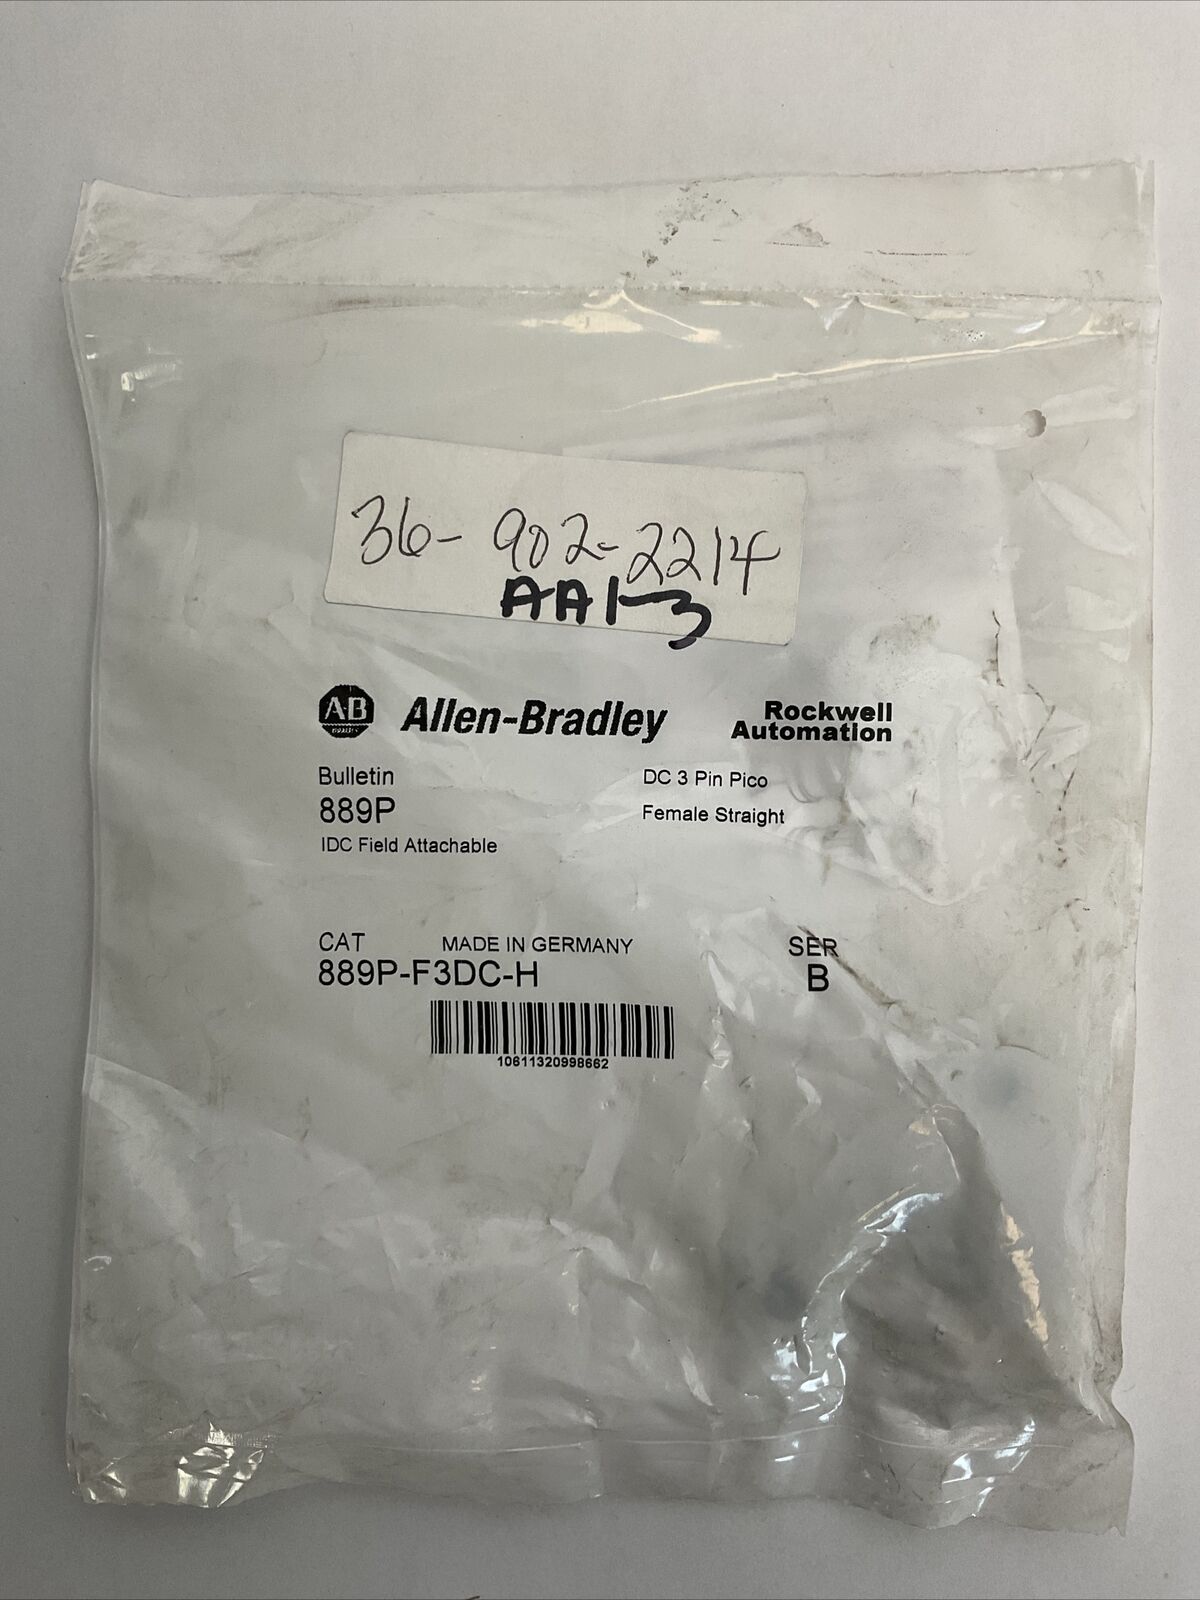 36-902-2214
AA1-3
AB Allen-Bradley
Rockwell
Automation
Bulletin
DC 3 Pin Pico
889P
Female Straight
IDC Field Attachable
CAT
MADE IN GERMANY
SER
889P-F3DC-H
B
10611320998662